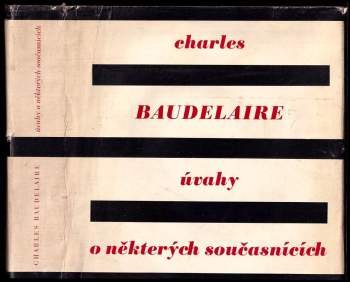 charles
BAUDELAIRE
úvahy
o některých současnících
úvahy o některých současnících
CHARLES BAUDELAIRE